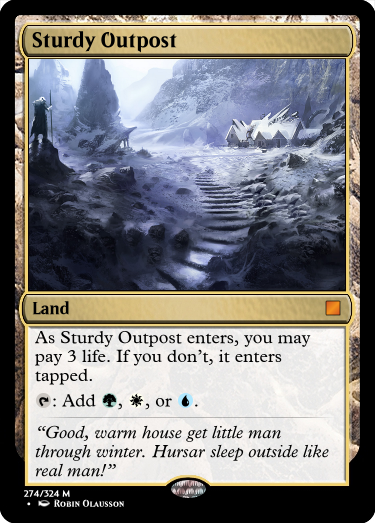 Sturdy Outpost
Land
As Sturdy Outpost enters, you may
pay 3 life. If you don't, it enters
tapped.
: Add , , or .
“Good, warm house get little man
through winter. Hursar sleep outside like
real man!”
274/324 M
• Robin Olausson